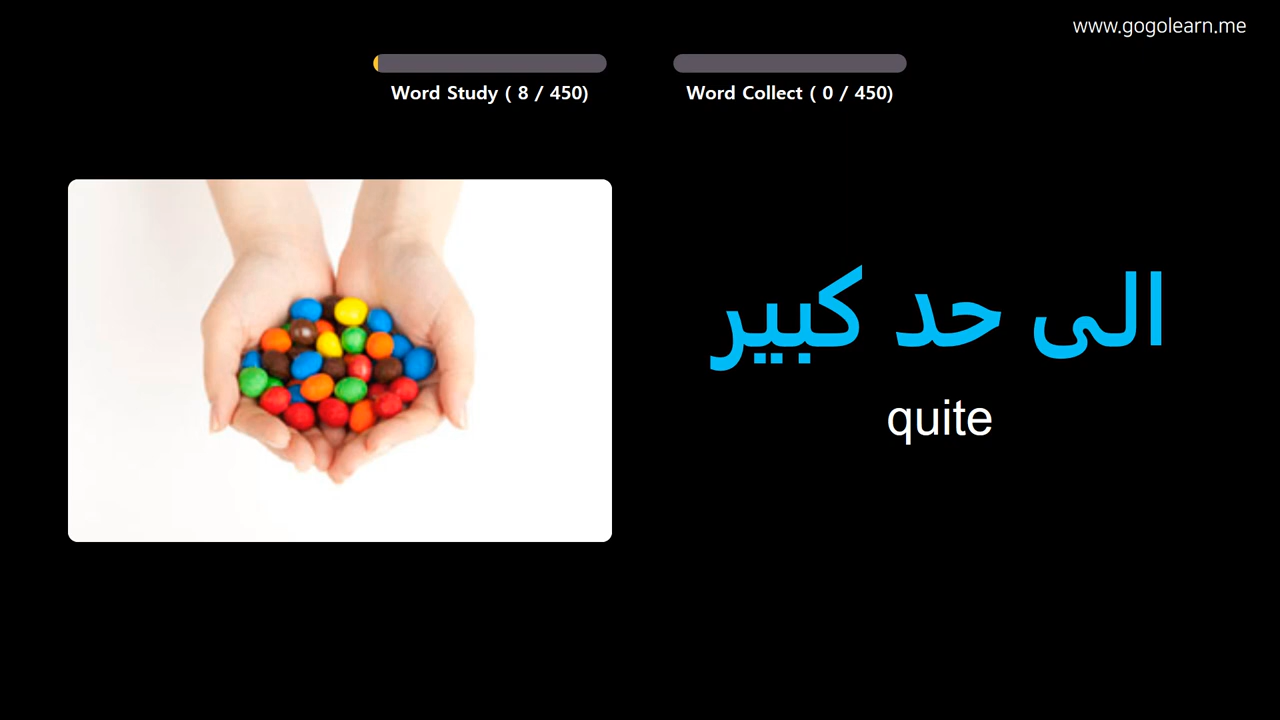 www.gogolearn.me
Word Study ( 8 / 450)
Word Collect ( 0 / 450)
الى حد كبير
quite